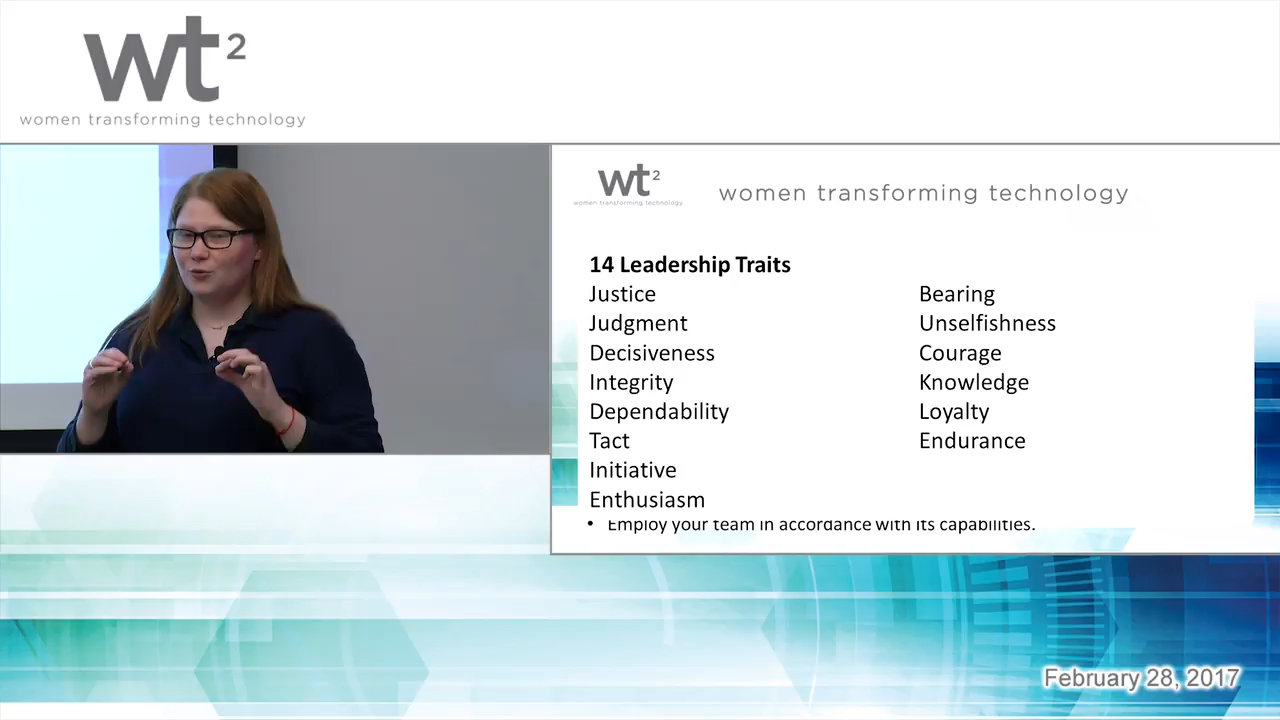 wt2
women transforming technology
wt2
women transforming technology
women transforming technology
14 Leadership Traits
Justice
Judgment
Decisiveness
Integrity
Dependability
Tact
Initiative
Enthusiasm
Bearing
Unselfishness
Courage
Knowledge
Loyalty
Endurance
• Employ your team in accordance with its capabilities.
February 28, 2017